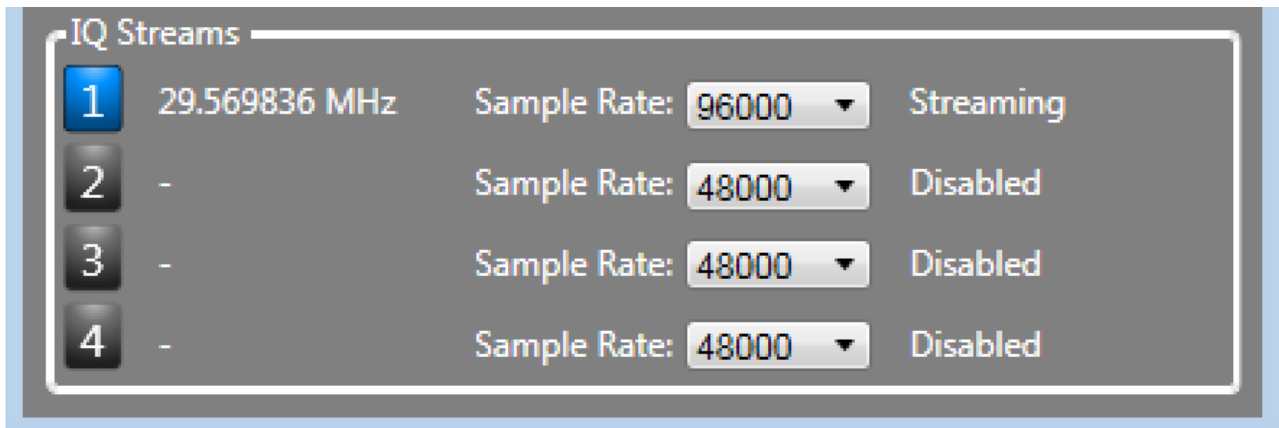 IQ Streams
1 29.569836 MHz Sample Rate: 96000 Streaming
2 - Sample Rate: 48000 Disabled
3 - Sample Rate: 48000 Disabled
4 - Sample Rate: 48000 Disabled